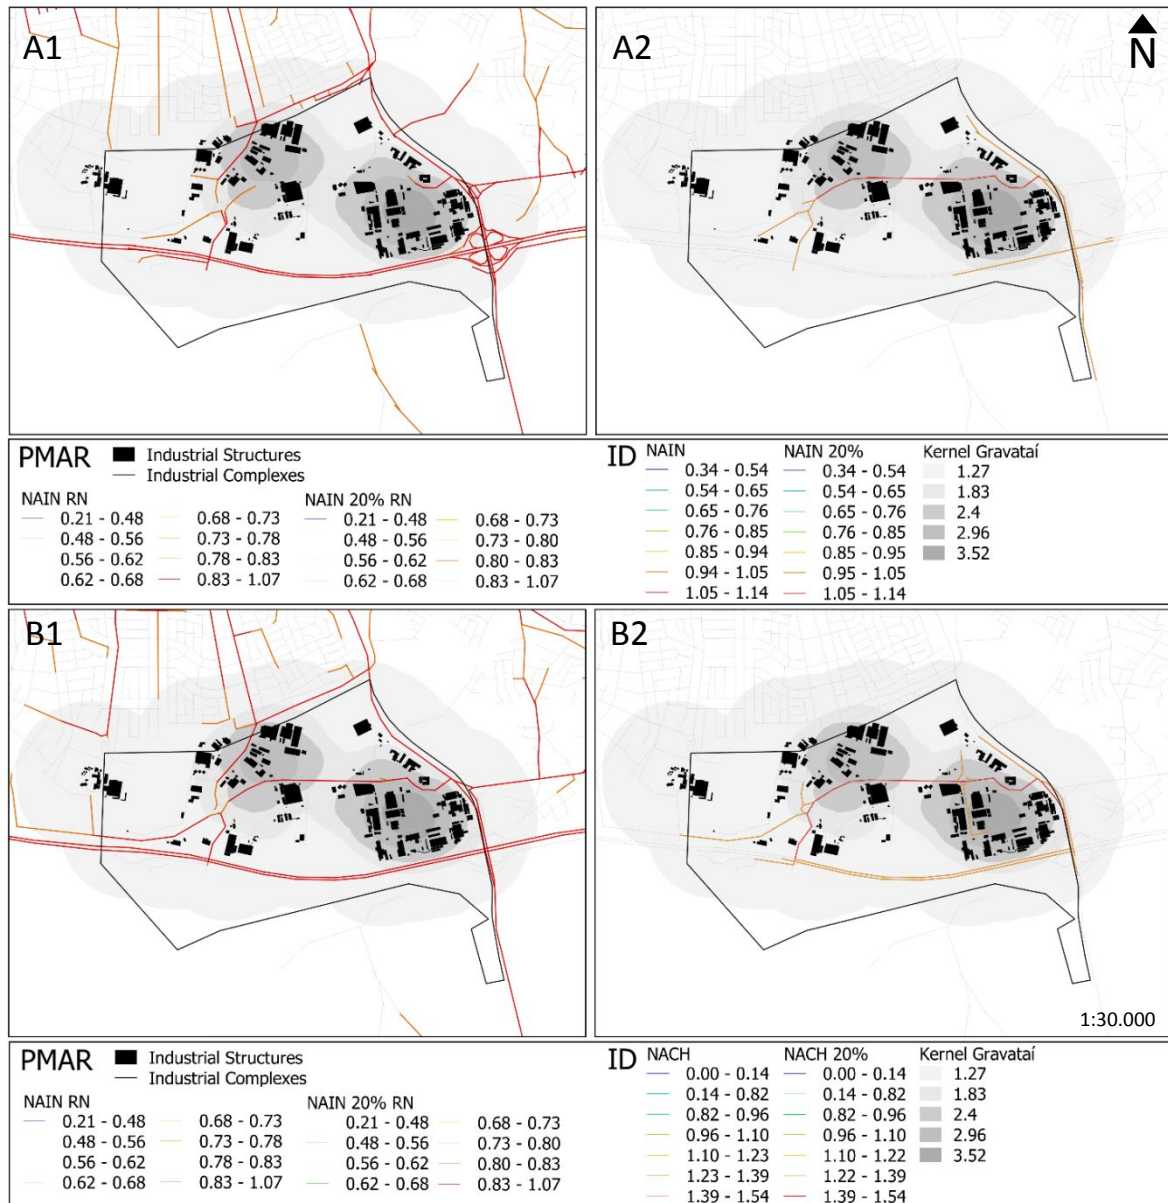 A1
A2
N
PMAR
Industrial Structures
Industrial Complexes
NAIN RN
0.21 - 0.48
0.48 - 0.56
0.56 - 0.62
0.62 - 0.68
0.68 - 0.73
0.73 - 0.78
0.78 - 0.83
0.83 - 1.07
NAIN 20% RN
0.21 - 0.48
0.48 - 0.56
0.56 - 0.62
0.62 - 0.68
0.68 - 0.73
0.73 - 0.80
0.80 - 0.83
0.83 - 1.07
ID
NAIN
0.34 - 0.54
0.54 - 0.65
0.65 - 0.76
0.76 - 0.85
0.85 - 0.94
0.94 - 1.05
1.05 - 1.14
NAIN 20%
0.34 - 0.54
0.54 - 0.65
0.65 - 0.76
0.76 - 0.85
0.85 - 0.95
0.95 - 1.05
1.05 - 1.14
Kernel Gravataí
1.27
1.83
2.4
2.96
3.52
B1
B2
1:30.000
PMAR
Industrial Structures
Industrial Complexes
NAIN RN
0.21 - 0.48
0.48 - 0.56
0.56 - 0.62
0.62 - 0.68
0.68 - 0.73
0.73 - 0.78
0.78 - 0.83
0.83 - 1.07
NAIN 20% RN
0.21 - 0.48
0.48 - 0.56
0.56 - 0.62
0.62 - 0.68
0.68 - 0.73
0.73 - 0.80
0.80 - 0.83
0.83 - 1.07
ID
NACH
0.00 - 0.14
0.14 - 0.82
0.82 - 0.96
0.96 - 1.10
1.10 - 1.23
1.23 - 1.39
1.39 - 1.54
NACH 20%
0.00 - 0.14
0.14 - 0.82
0.82 - 0.96
0.96 - 1.10
1.10 - 1.22
1.22 - 1.39
1.39 - 1.54
Kernel Gravataí
1.27
1.83
2.4
2.96
3.52